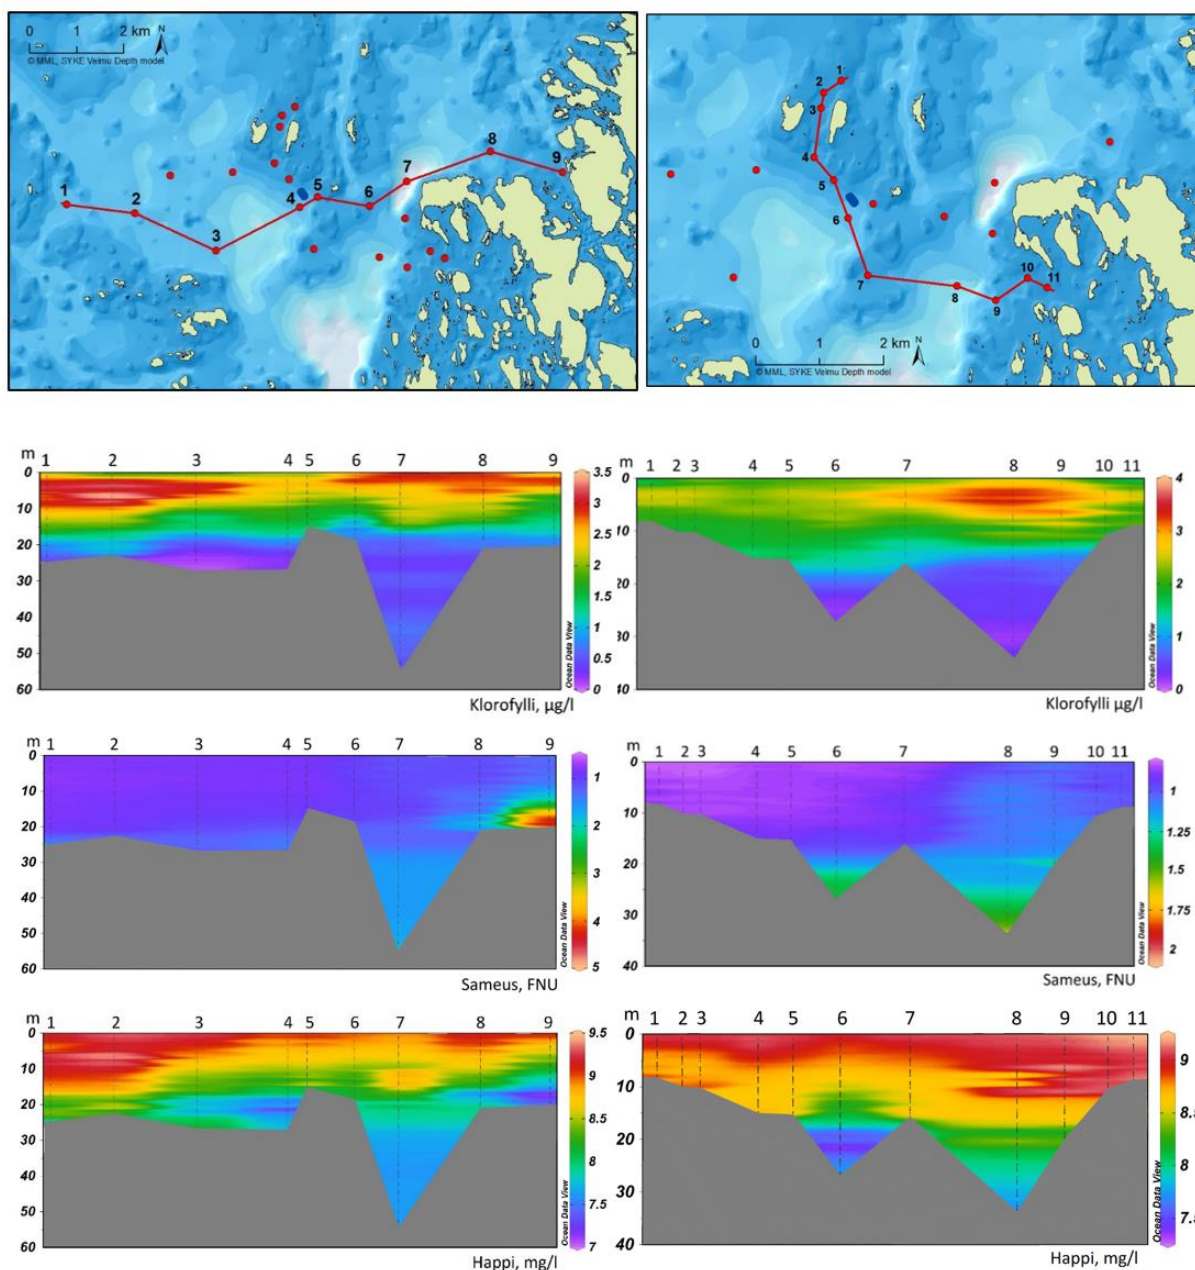 0 1 2 km N
© MML, SYKE Velmu Depth model
1 2 3 4 5 6 7 8 9
1 2 3 4 5 6 7 8 9 10 11
0 1 2 km N
© MML, SYKE Velmu Depth model
m 1 2 3 4 5 6 7 8 9
0 10 20 30 40 50 60
3.5 3 2.5 2 1.5 1 0.5 0
Ocean Data View
Klorofylli, µg/l
m 1 2 3 4 5 6 7 8 9 10 11
0 10 20 30 10
4 3 2 1 0
Ocean Data View
Klorofylli µg/l
m 1 2 3 4 5 6 7 8 9
0 10 20 30 40 50 60
1 2 3 4 5
Ocean Data View
Sameus, FNU
m 1 2 3 4 5 6 7 8 9 10 11
0 10 20 30 40
1 1.25 1.5 1.75 2
Ocean Data View
Sameus, FNU
m 1 2 3 4 5 6 7 8 9
0 10 20 30 40 50 60
9.5 9 8.5 8 7.5 7
Ocean Data View
Happi, mg/l
m 1 2 3 4 5 6 7 8 9 10 11
0 10 20 30 40
9 8.5 8 7.5
Ocean Data View
Happi, mg/l